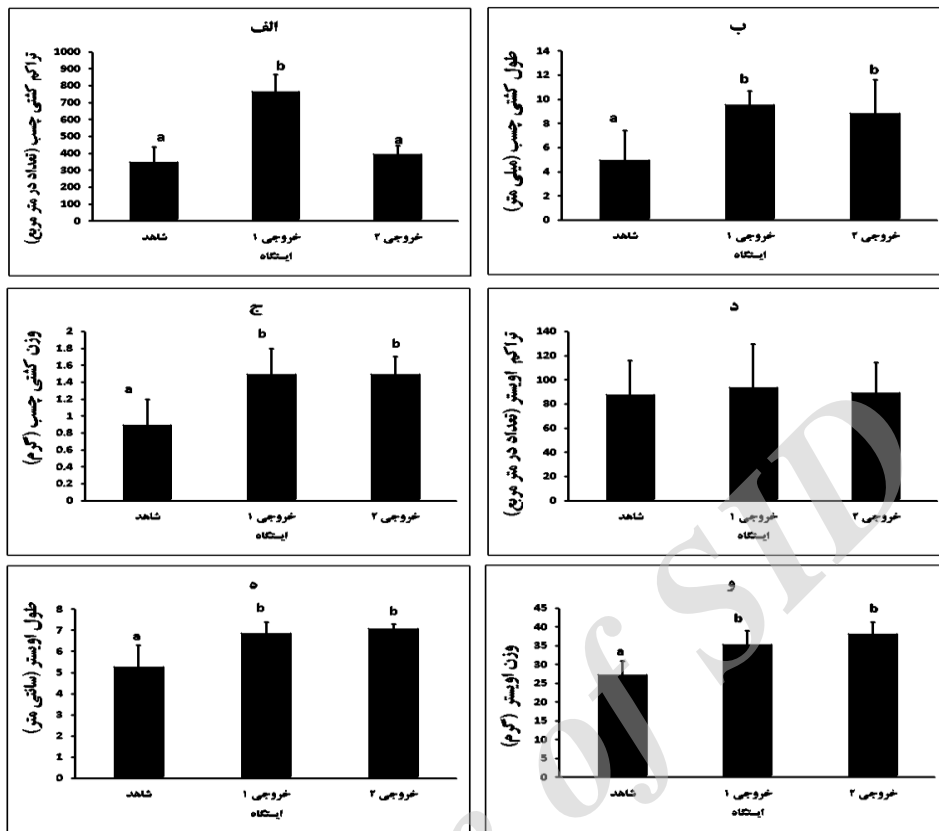 الف
تراکم کشتی چسب (تعداد در متر مربع)
1000
900
800
700
600
500
400
300
200
100
0
a
b
a
شاهد
خروجی ۱
خروجی ۲
ایستگاه
ب
طول کشتی چسب (میلی متر)
14
12
10
8
6
4
2
0
a
b
b
شاهد
خروجی ۱
خروجی ۲
ایستگاه
ج
وزن کشتی چسب (گرم)
2
1.8
1.6
1.4
1.2
1
0.8
0.6
0.4
0.2
0
a
b
b
شاهد
خروجی ۱
خروجی ۲
ایستگاه
د
تراکم اویستر (تعداد در متر مربع)
140
120
100
80
60
40
20
0
شاهد
خروجی ۱
خروجی ۲
ایستگاه
ه
طول اویستر (سانتی متر)
8
7
6
5
4
3
2
1
0
a
b
b
شاهد
خروجی ۱
خروجی ۲
ایستگاه
و
وزن اویستر (گرم)
45
40
35
30
25
20
15
10
5
0
a
b
b
شاهد
خروجی ۱
خروجی ۲
ایستگاه
of SID